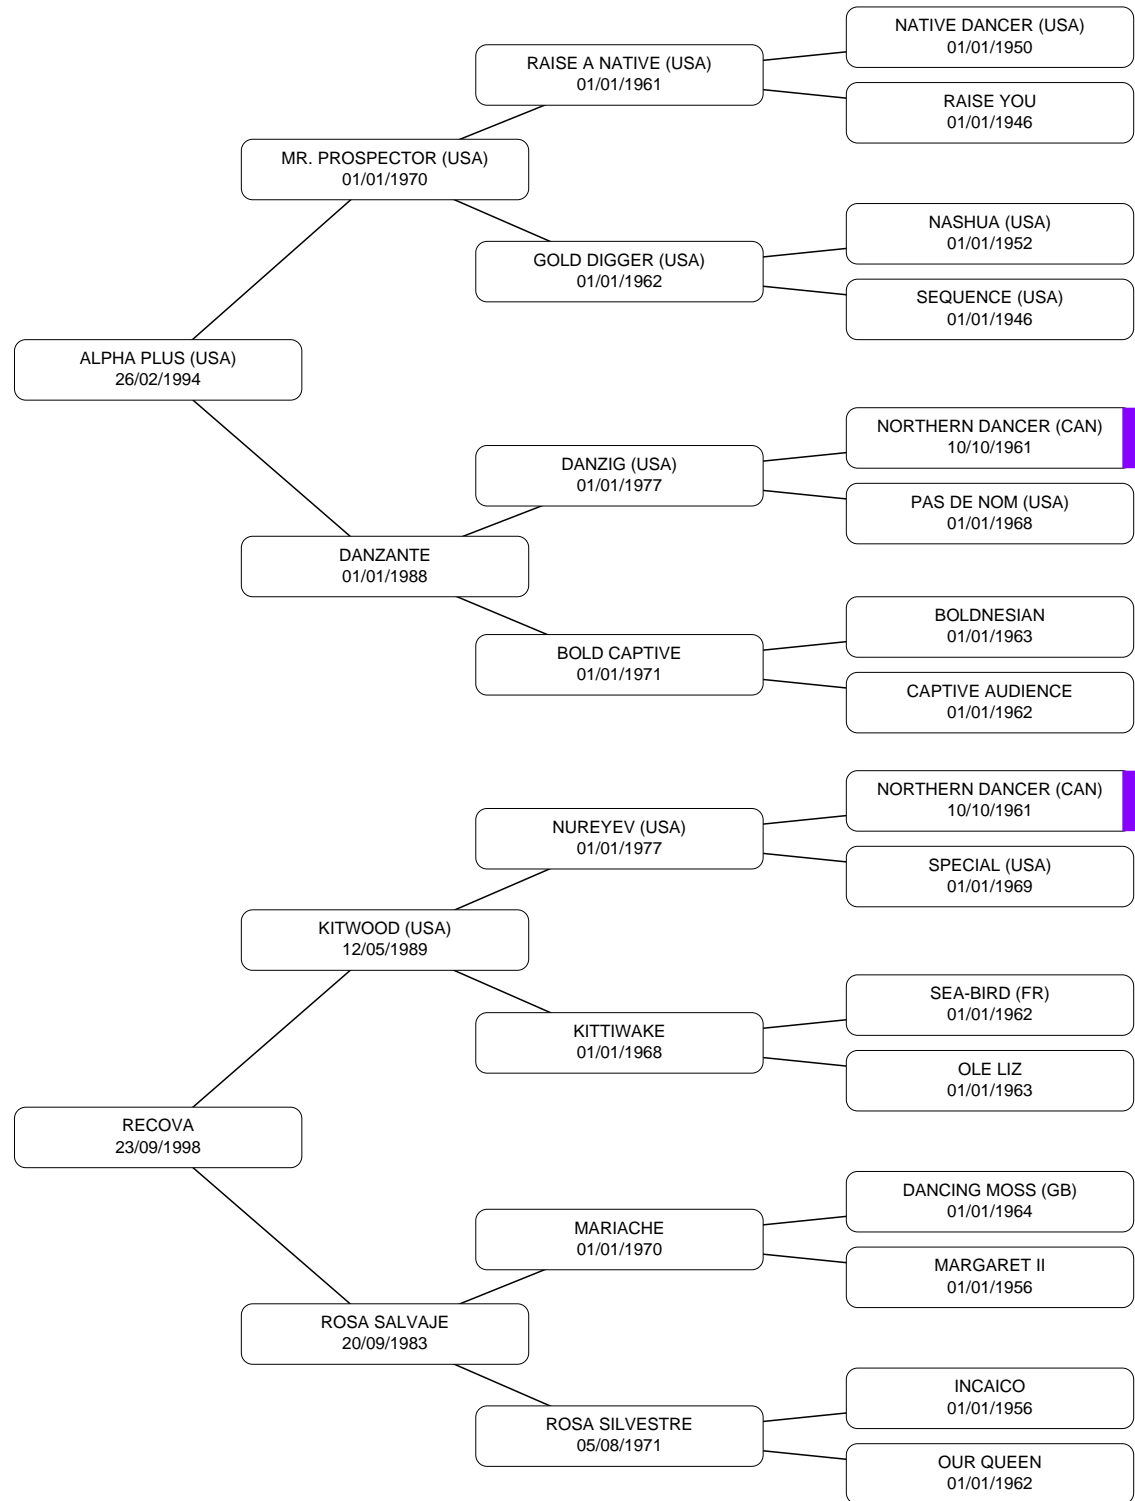 NATIVE DANCER (USA)
01/01/1950
RAISE A NATIVE (USA)
01/01/1961
RAISE YOU
01/01/1946
MR. PROSPECTOR (USA)
01/01/1970
NASHUA (USA)
01/01/1952
GOLD DIGGER (USA)
01/01/1962
SEQUENCE (USA)
01/01/1946
ALPHA PLUS (USA)
26/02/1994
NORTHERN DANCER (CAN)
10/10/1961
DANZIG (USA)
01/01/1977
PAS DE NOM (USA)
01/01/1968
DANZANTE
01/01/1988
BOLDNESIAN
01/01/1963
BOLD CAPTIVE
01/01/1971
CAPTIVE AUDIENCE
01/01/1962
NORTHERN DANCER (CAN)
10/10/1961
NUREYEV (USA)
01/01/1977
SPECIAL (USA)
01/01/1969
KITWOOD (USA)
12/05/1989
SEA-BIRD (FR)
01/01/1962
KITTIWAKE
01/01/1968
OLE LIZ
01/01/1963
RECOVA
23/09/1998
DANCING MOSS (GB)
01/01/1964
MARIACHE
01/01/1970
MARGARET II
01/01/1956
ROSA SALVAJE
20/09/1983
INCAICO
01/01/1956
ROSA SILVESTRE
05/08/1971
OUR QUEEN
01/01/1962